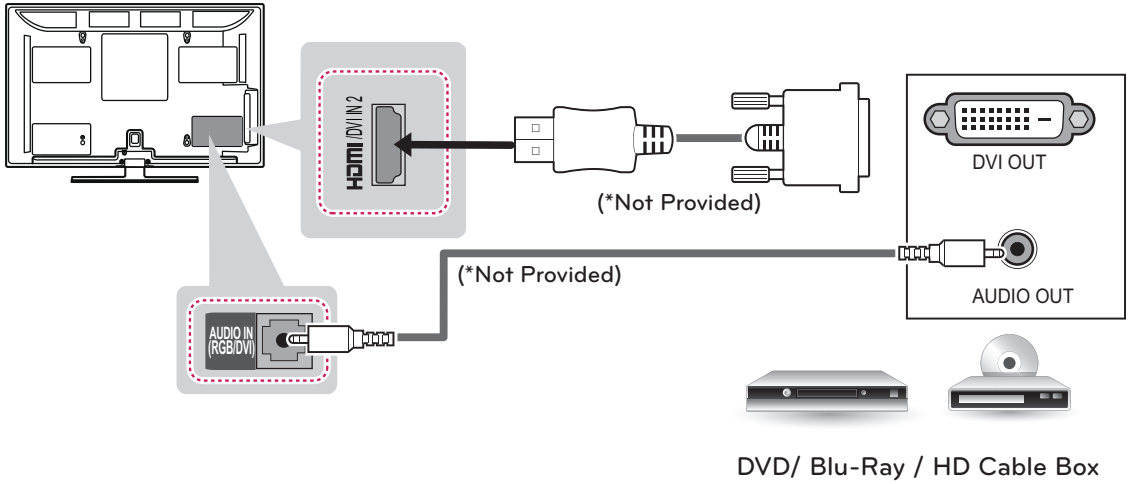 HDMI /DVI IN 2
DVI OUT
(*Not Provided)
(*Not Provided)
AUDIO OUT
AUDIO IN
(RGB/DVI)
DVD/ Blu-Ray / HD Cable Box